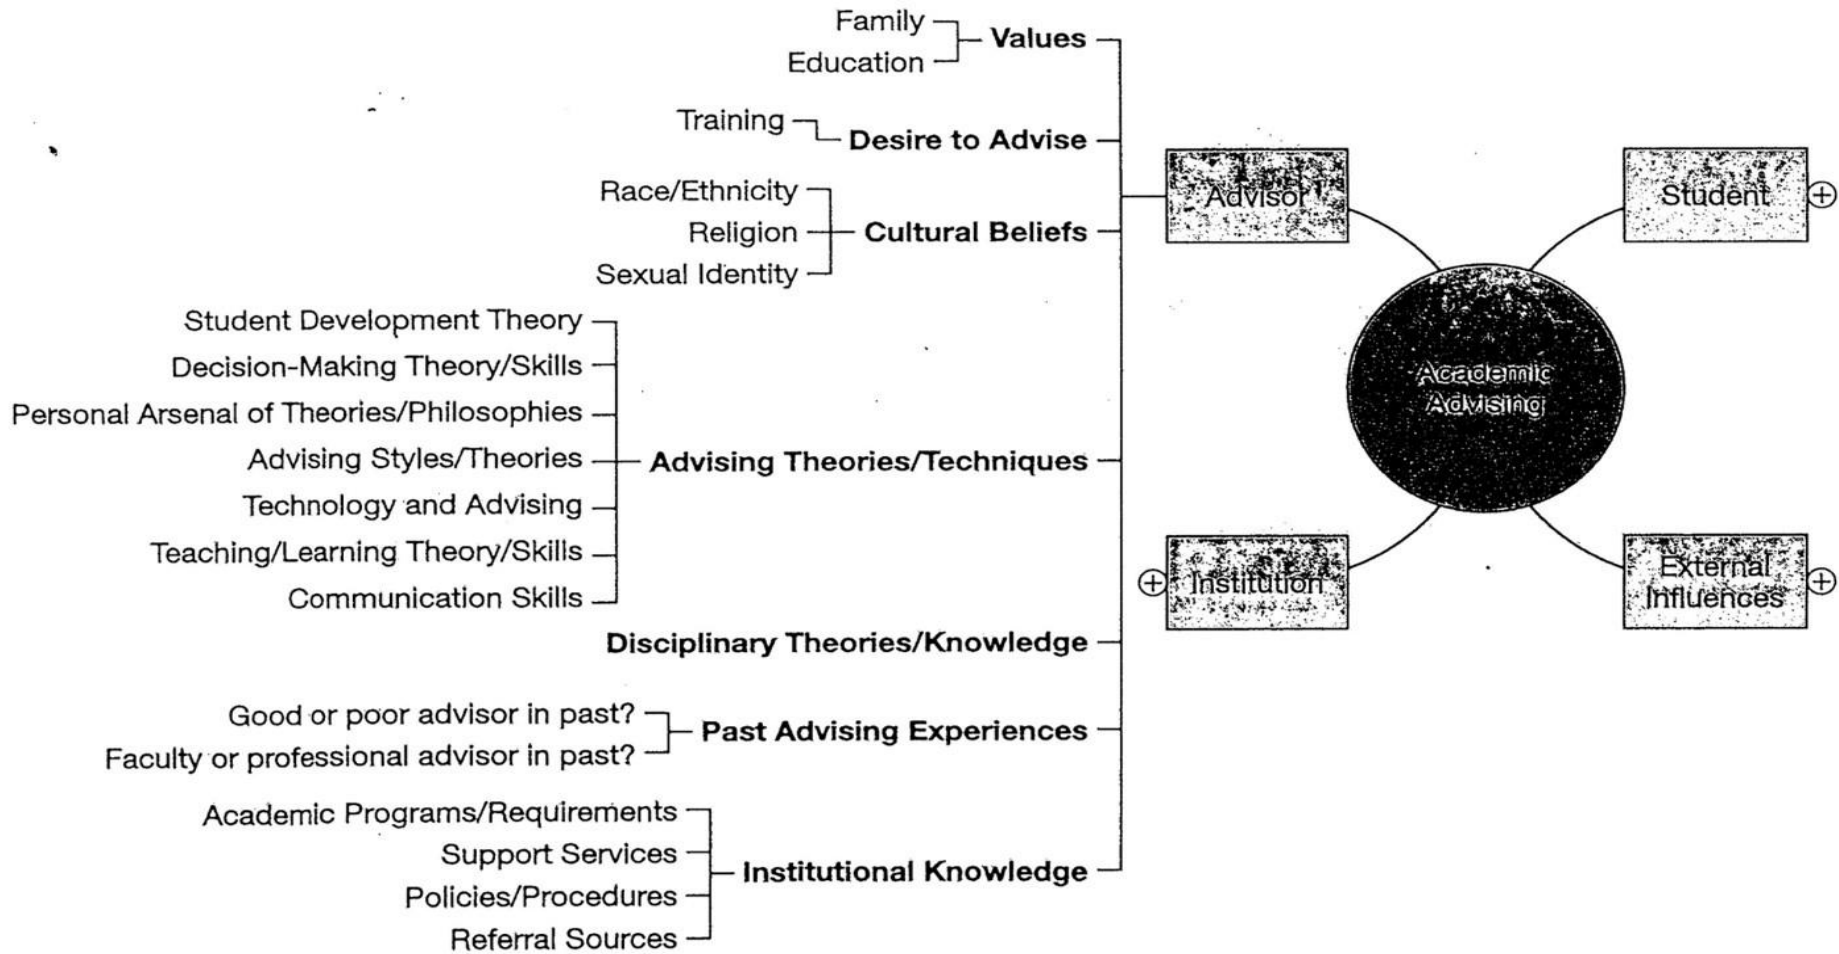 Family
Education
Values
Training
Desire to Advise
Race/Ethnicity
Religion
Sexual Identity
Cultural Beliefs
Student Development Theory
Decision-Making Theory/Skills
Personal Arsenal of Theories/Philosophies
Advising Styles/Theories
Technology and Advising
Teaching/Learning Theory/Skills
Communication Skills
Advising Theories/Techniques
Disciplinary Theories/Knowledge
Good or poor advisor in past?
Faculty or professional advisor in past?
Past Advising Experiences
Academic Programs/Requirements
Support Services
Policies/Procedures
Referral Sources
Institutional Knowledge
Advisor
Student
Academic
Advising
Institution
External
Influences